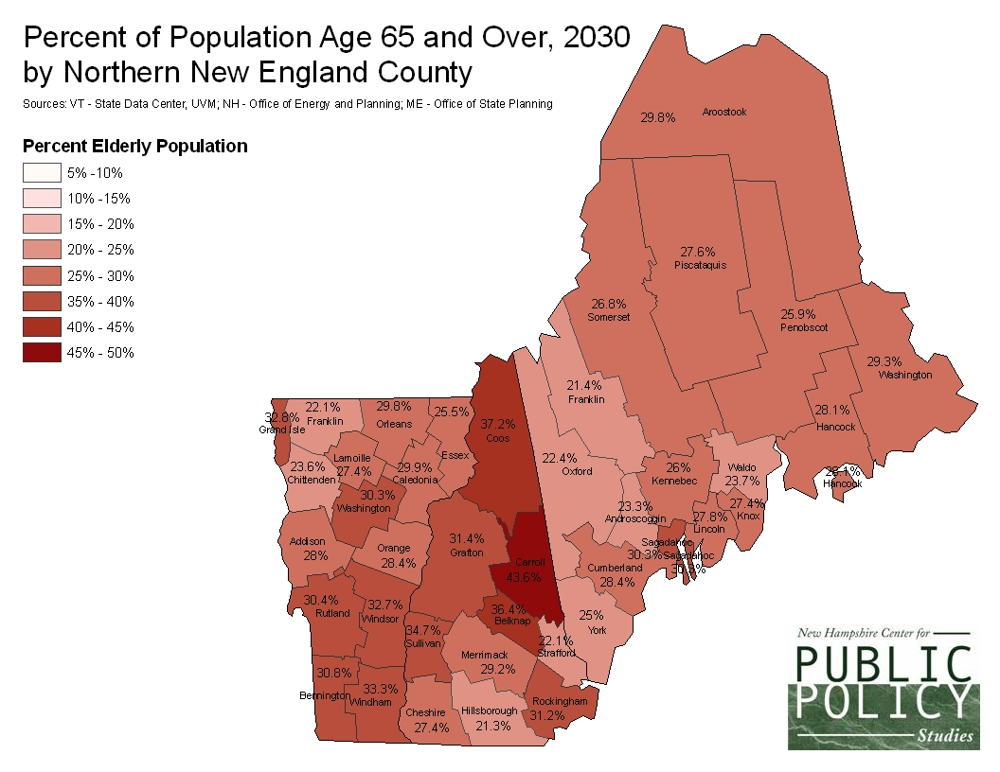 Percent of Population Age 65 and Over, 2030
by Northern New England County
Sources: VT - State Data Center, UVM; NH - Office of Energy and Planning; ME - Office of State Planning
Percent Elderly Population
5% -10%
10% -15%
15% - 20%
20% - 25%
25% - 30%
35% - 40%
40% - 45%
45% - 50%
29.8%
Aroostook
27.6%
Piscataquis
26.8%
Somerset
25.9%
Penobscot
29.3%
Washington
21.4%
Franklin
28.1%
Hancock
28.1%
Hancock
22.4%
Oxford
26%
Kennebec
Waldo
23.7%
23.3%
Androscoggin
27.4%
Knox
27.8%
Lincoln
Sagadahoc
30.3%
Sagadahoc
30.3%
Cumberland
28.4%
25%
York
32.8%
Grand Isle
22.1%
Franklin
29.8%
Orleans
25.5%
Essex
37.2%
Coos
23.6%
Chittenden
Lamoille
27.4%
29.9%
Caledonia
30.3%
Washington
Addison
28%
Orange
28.4%
31.4%
Grafton
Carroll
43.6%
30.4%
Rutland
32.7%
Windsor
34.7%
Sullivan
36.4%
Belknap
22.1%
Strafford
Merrimack
29.2%
30.8%
Bennington
33.3%
Windham
Cheshire
27.4%
Hillsborough
21.3%
Rockingham
31.2%
New Hampshire Center for
PUBLIC
POLICY
Studies